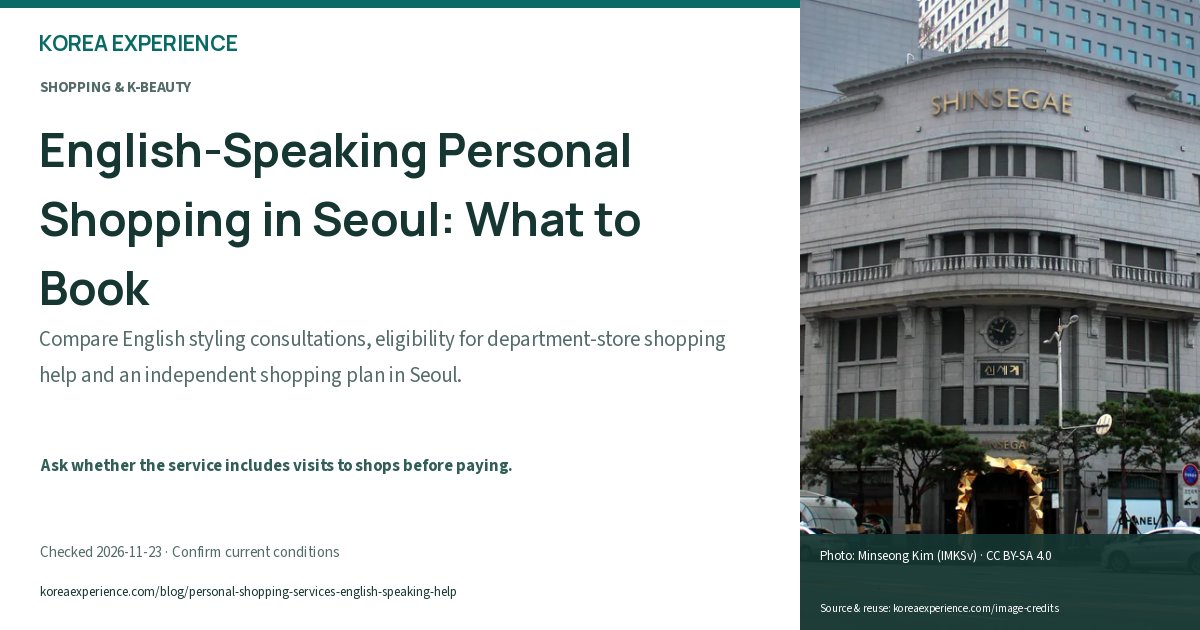 KOREA EXPERIENCE
SHOPPING & K-BEAUTY
English-Speaking Personal
Shopping in Seoul: What to
Book
Compare English styling consultations, eligibility for department-store shopping
help and an independent shopping plan in Seoul.
Ask whether the service includes visits to shops before paying.
Checked 2026-11-23 · Confirm current conditions
koreaexperience.com/blog/personal-shopping-services-english-speaking-help
SHINSEGAE
신세계
Photo: Minseong Kim (IMKSv) · CC BY-SA 4.0
Source & reuse: koreaexperience.com/image-credits